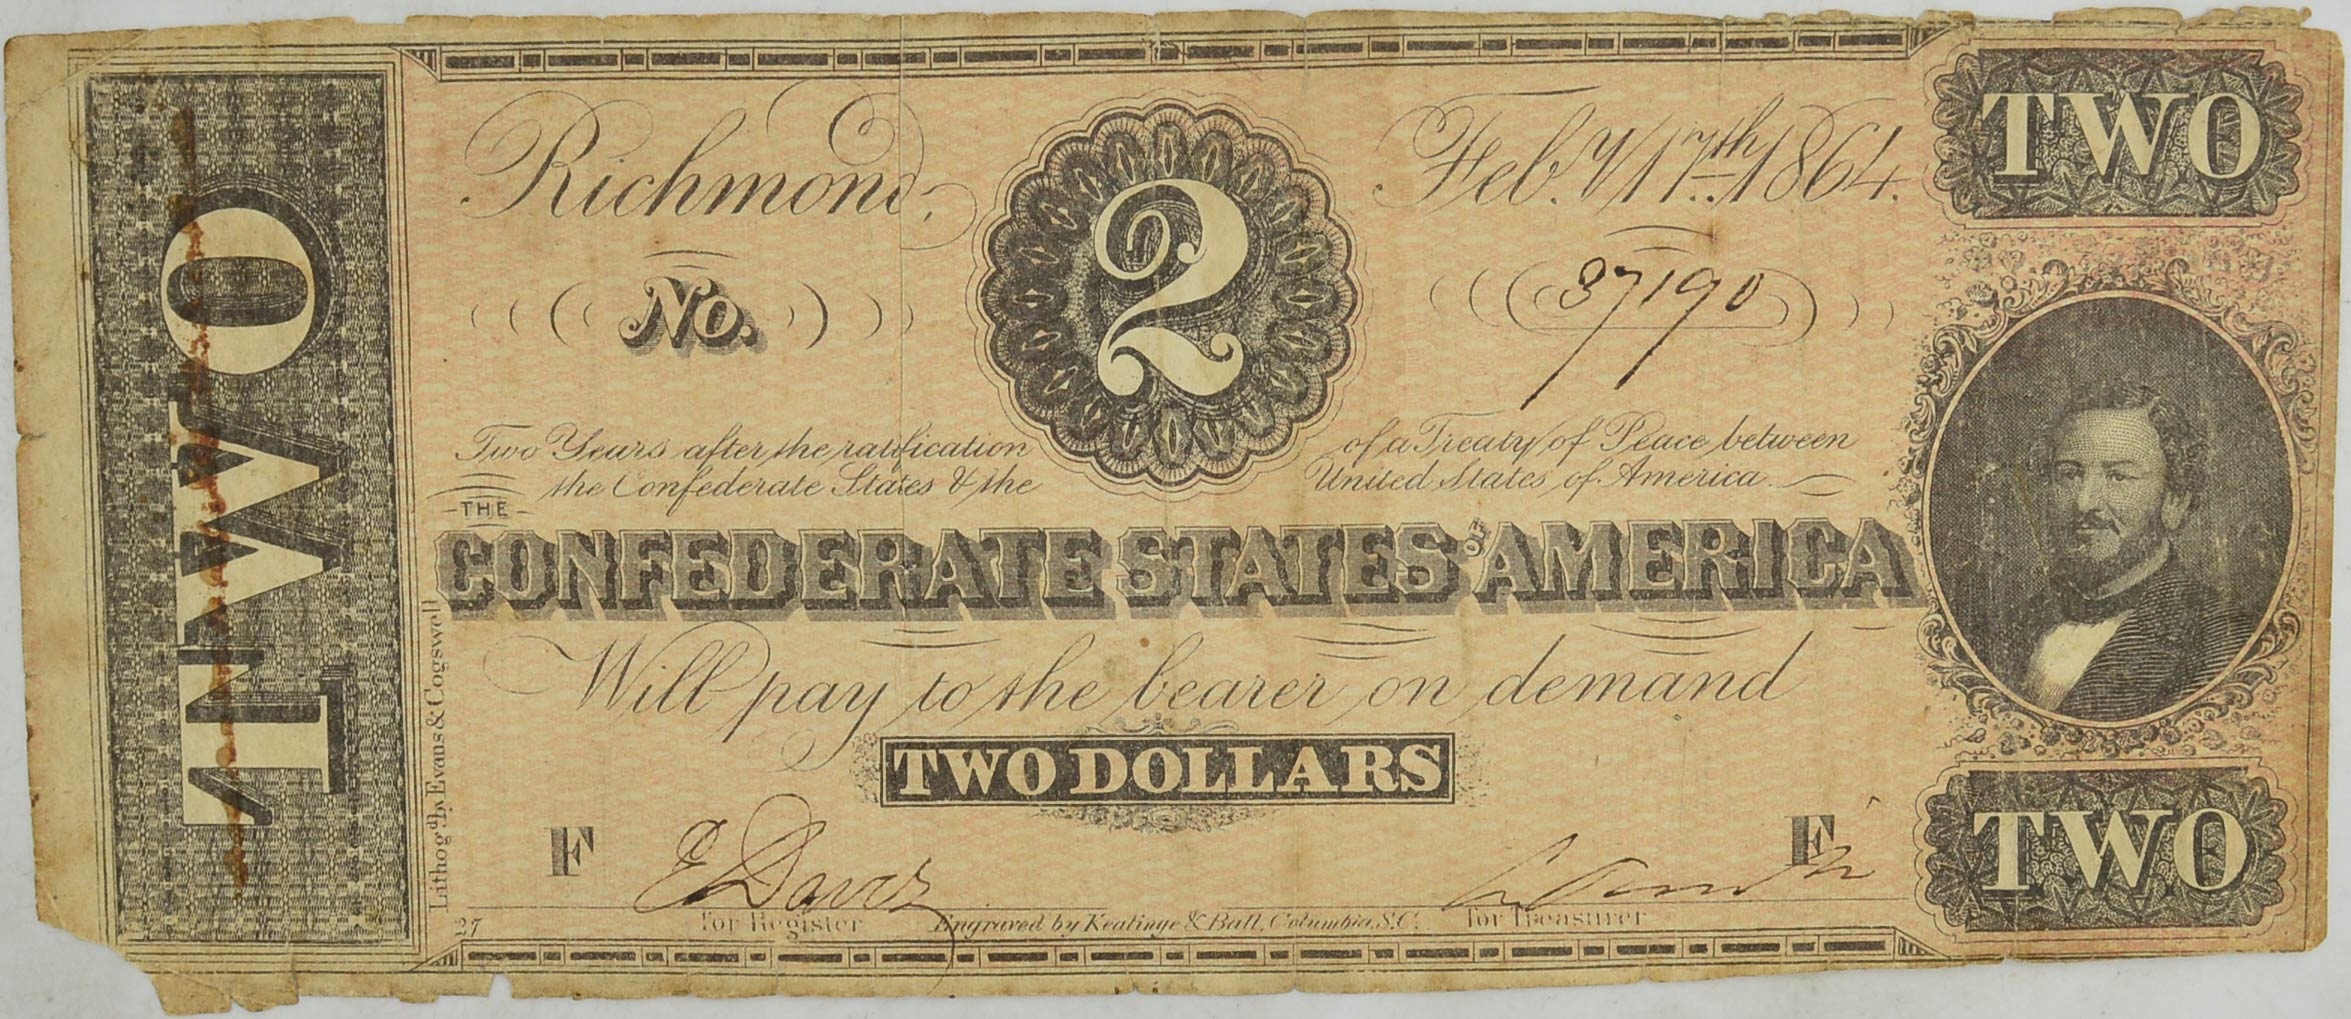 TWO
Richmond,
2
Feb.y 17th 1864.
TWO
No.
37190
Two Years after the ratification of a Treaty of Peace between
the Confederate States & the United States of America.
THE
CONFEDERATE STATES OF AMERICA
Will pay to the bearer on demand
TWO DOLLARS
Lithogd by Evans & Cogswell
F
E Davis
F
TWO
27
for Register
Engraved by Keatinge & Ball, Columbia, S.C.
for Treasurer